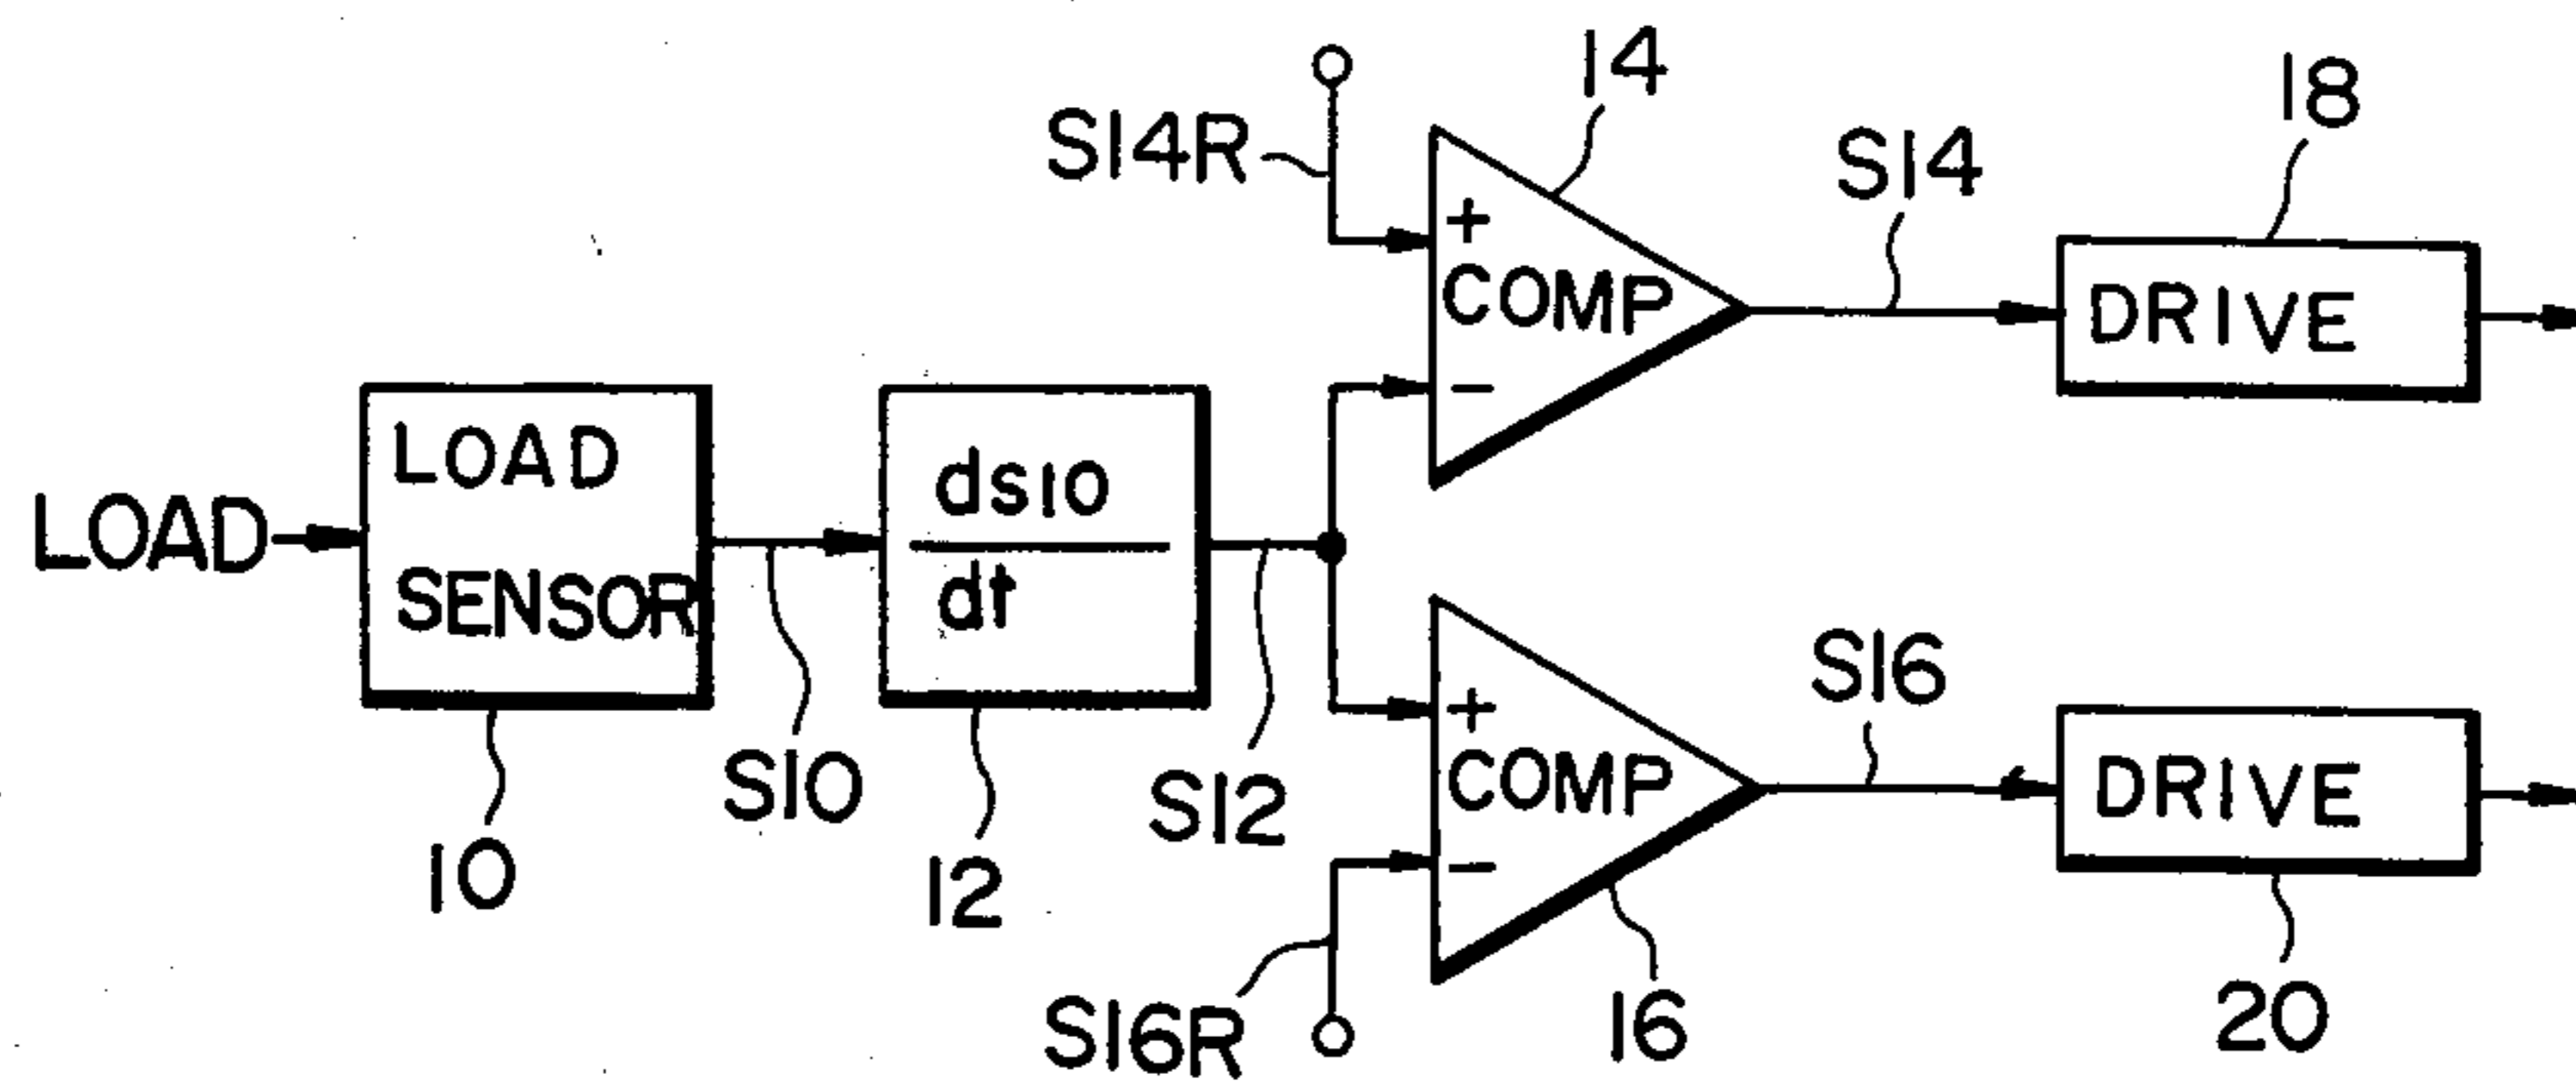 14
18
S14R
S14
+
COMP
DRIVE
-
LOAD
LOAD
SENSOR
ds10
dt
+
COMP
-
S16
DRIVE
S10
S12
10
12
S16R
16
20